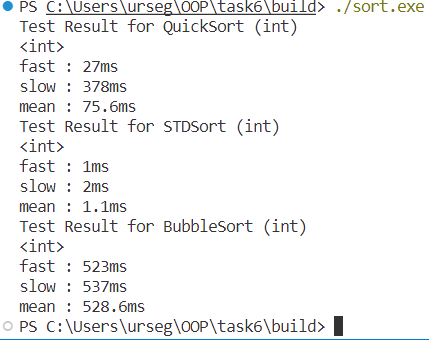 PS C:\Users\urseg\OOP\task6\build> ./sort.exe
Test Result for QuickSort (int)
<int>
fast : 27ms
slow : 378ms
mean : 75.6ms
Test Result for STDSort (int)
<int>
fast : 1ms
slow : 2ms
mean : 1.1ms
Test Result for BubbleSort (int)
<int>
fast : 523ms
slow : 537ms
mean : 528.6ms
PS C:\Users\urseg\OOP\task6\build>